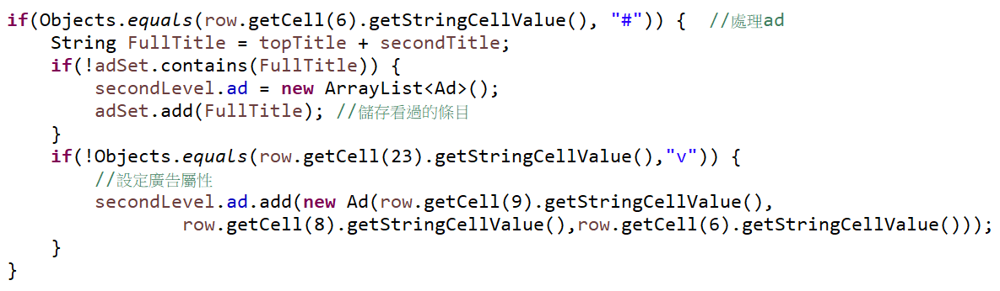 if(Objects.equals(row.getCell(6).getStringCellValue(), "#")) {  //處理ad
    String FullTitle = topTitle + secondTitle;
    if(!adSet.contains(FullTitle)) {
        secondLevel.ad = new ArrayList<Ad>();
        adSet.add(FullTitle); //儲存看過的條目
    }
    if(!Objects.equals(row.getCell(23).getStringCellValue(),"v")) {
        //設定廣告屬性
        secondLevel.ad.add(new Ad(row.getCell(9).getStringCellValue(),
                row.getCell(8).getStringCellValue(),row.getCell(6).getStringCellValue()));
    }
}